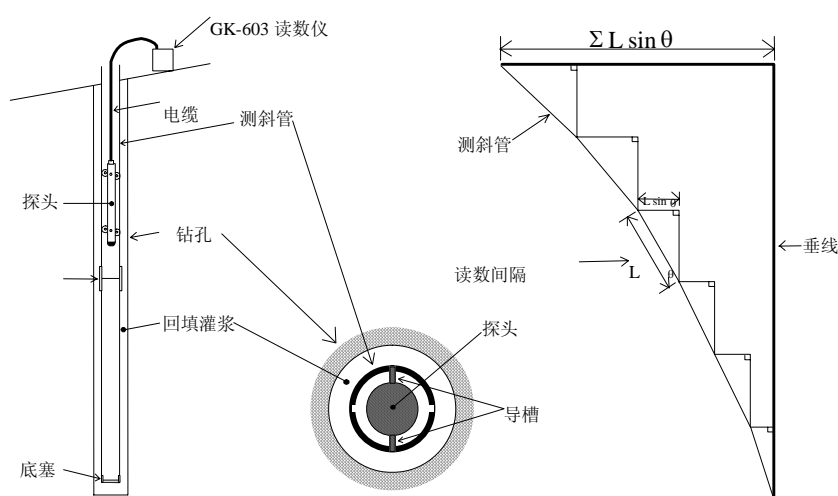 GK-603 读数仪
Σ L sin θ
电缆
测斜管
测斜管
探头
L sin θ
钻孔
垂线
读数间隔
L
θ
回填灌浆
探头
导槽
底塞